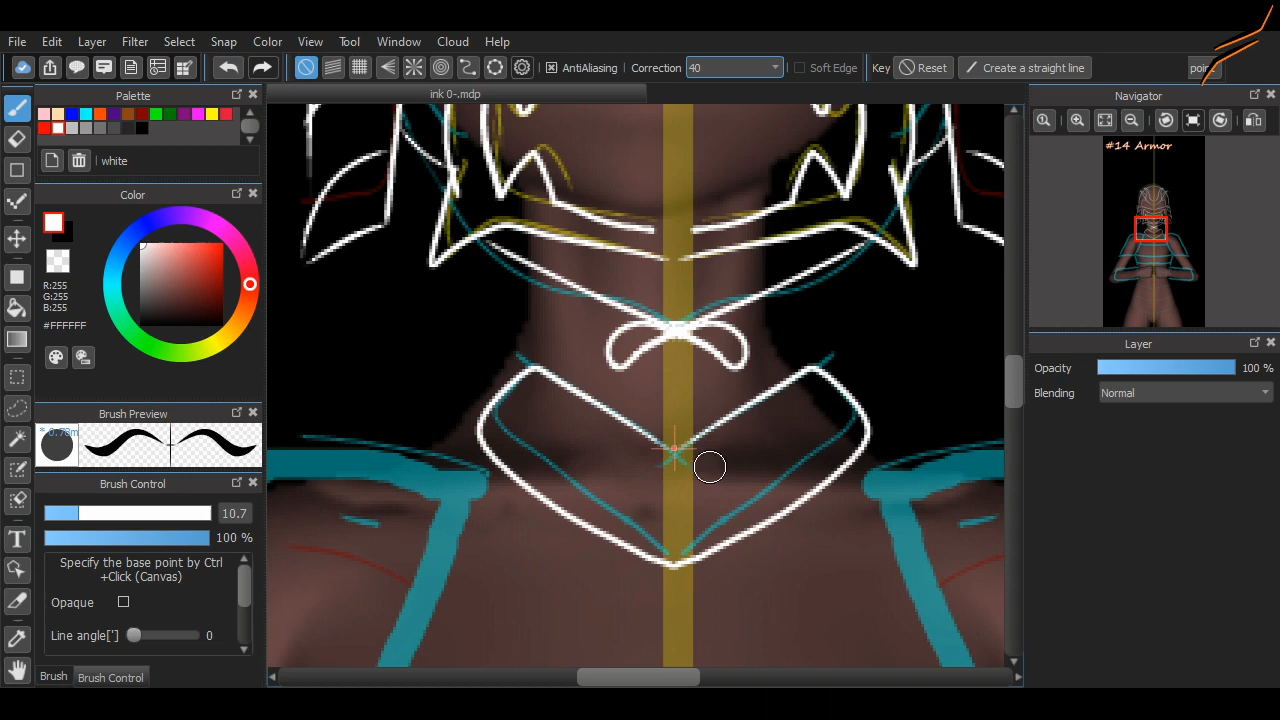 File Edit Layer Filter Select Snap Color View Tool Window Cloud Help
AntiAliasing Correction 40 Soft Edge Key Reset Create a straight line point
Palette
ink 0-.mdp
Navigator
white
#14 Armor
Color
R:255
G:255
B:255
#FFFFFF
Layer
Opacity 100 %
Blending Normal
Brush Preview
Brush Control
10.7
100 %
Specify the base point by Ctrl
+Click (Canvas)
Opaque
Line angle['] 0
Brush Brush Control